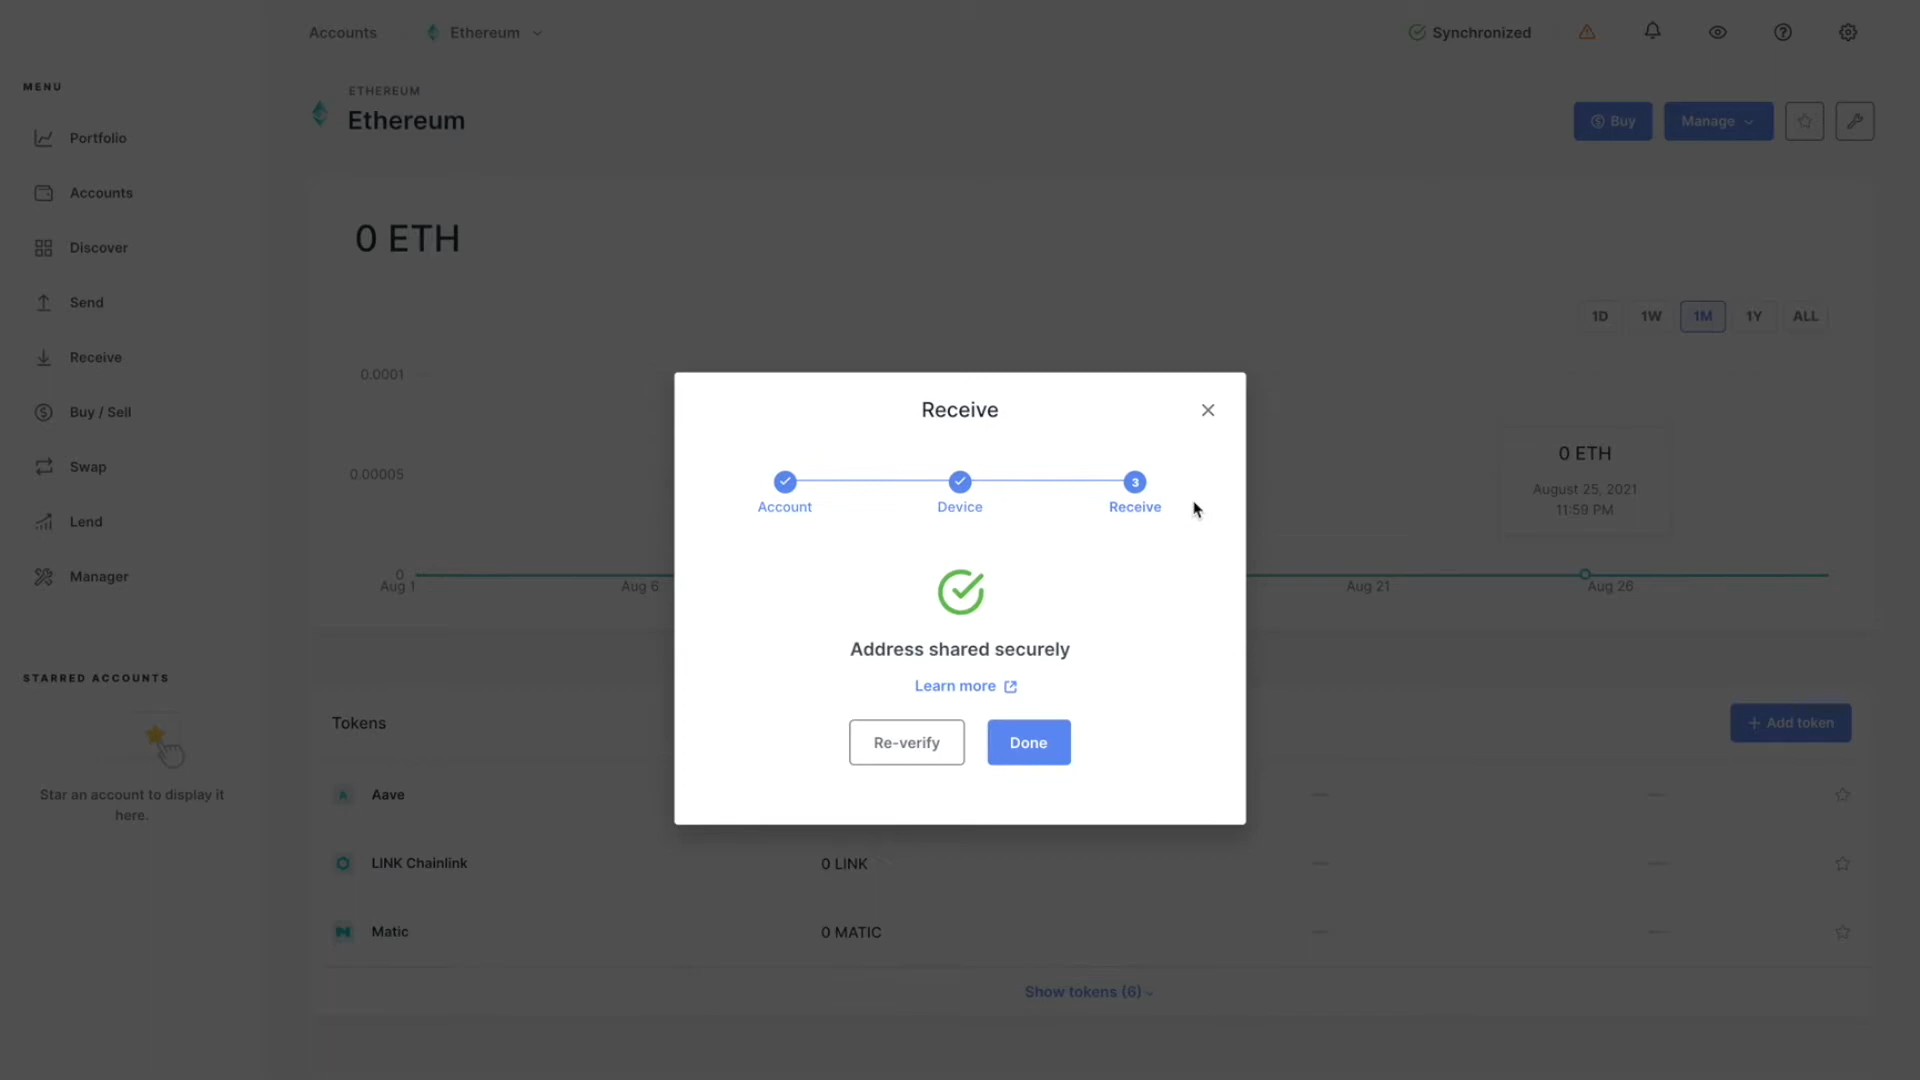 Accounts
Ethereum
Synchronized
MENU
Portfolio
Accounts
Discover
Send
Receive
Buy / Sell
Swap
Lend
Manager
STARRED ACCOUNTS
Star an account to display it
here.
ETHEREUM
Ethereum
Buy
Manage
0 ETH
1D
1W
1M
1Y
ALL
0.0001
0.00005
0
Aug 1
Aug 6
Aug 21
Aug 26
0 ETH
August 25, 2021
11:59 PM
Receive
3
Account
Device
Receive
Address shared securely
Learn more
Re-verify
Done
Tokens
+ Add token
A
Aave
LINK Chainlink
0 LINK
Matic
0 MATIC
Show tokens (6)